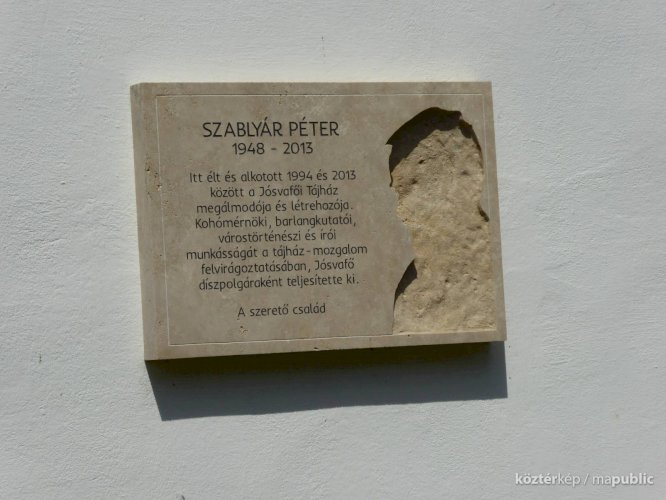 SZABLYÁR PÉTER
1948 - 2013
Itt élt és alkotott 1994 és 2013
között a Jósvafői Tájház
megálmodója és létrehozója.
Kohómérnöki, barlangkutatói,
várostörténészi és írói
munkásságát a tájház-mozgalom
felvirágoztatásában, Jósvafő
díszpolgáraként teljesítette ki.
A szerető család
köztérkép / mapublic